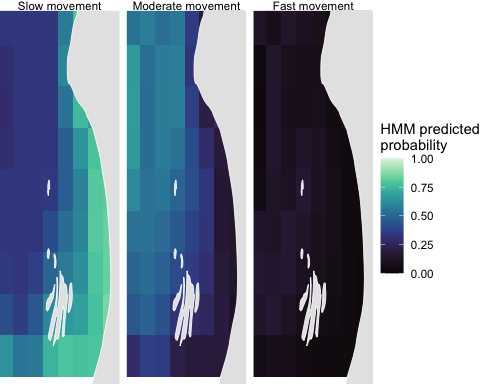 Slow movement
Moderate movement
Fast movement
HMM predicted
probability
1.00
0.75
0.50
0.25
0.00